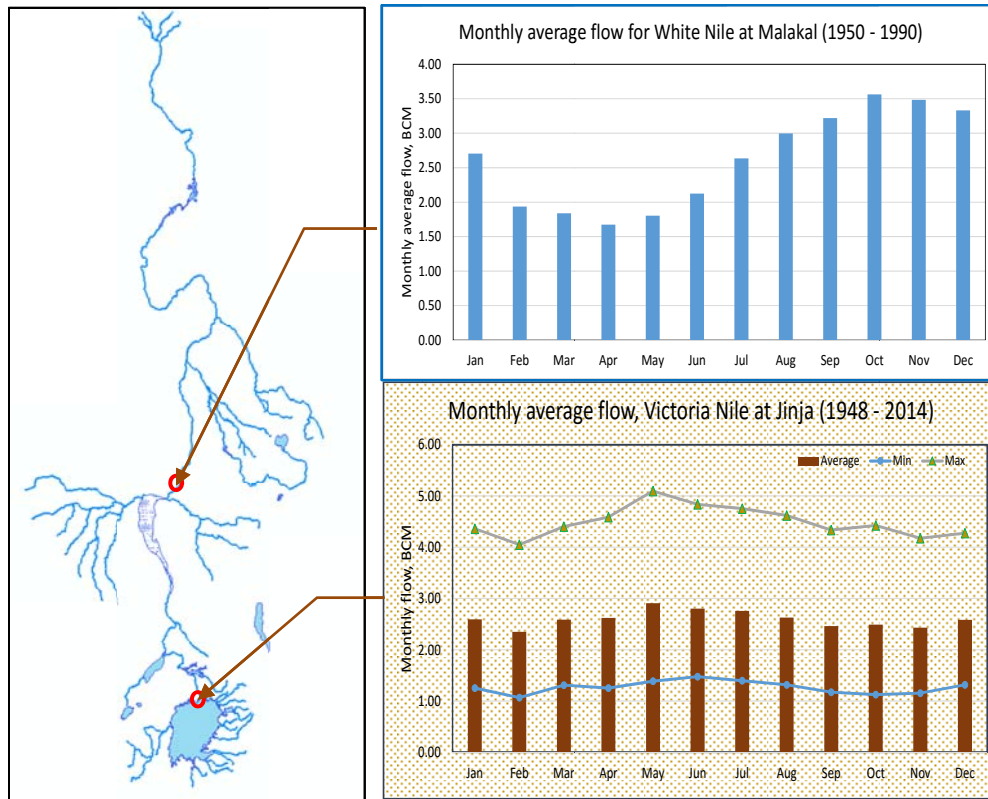 Monthly average flow for White Nile at Malakal (1950 - 1990)
Monthly average flow, BCM
4.00
3.50
3.00
2.50
2.00
1.50
1.00
0.50
0.00
Jan Feb Mar Apr May Jun Jul Aug Sep Oct Nov Dec
Monthly average flow, Victoria Nile at Jinja (1948 - 2014)
Monthly flow, BCM
6.00
5.00
4.00
3.00
2.00
1.00
0.00
Average Min Max
Jan Feb Mar Apr May Jun Jul Aug Sep Oct Nov Dec